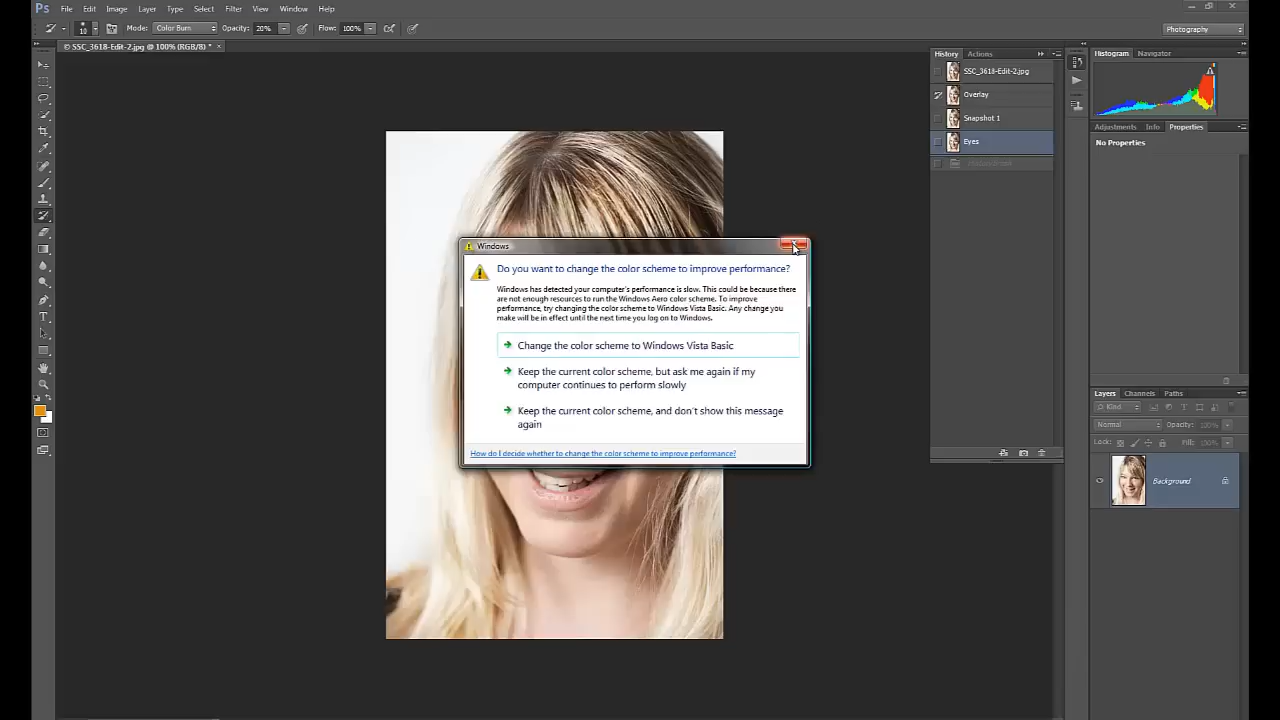 Ps File Edit Image Layer Type Select Filter View Window Help
10 Mode: Color Burn Opacity: 20% Flow: 100% Photography
© SSC_3618-Edit-2.jpg @ 100% (RGB/8) * ×
History Actions
SSC_3618-Edit-2.jpg
Overlay
Snapshot 1
Eyes
Histogram Navigator
Adjustments Info Properties
No Properties
Windows
Do you want to change the color scheme to improve performance?
Windows has detected your computer's performance is slow. This could be because there
are not enough resources to run the Windows Aero color scheme. To improve
performance, try changing the color scheme to Windows Vista Basic. Any change you
make will be in effect until the next time you log on to Windows.
Change the color scheme to Windows Vista Basic
Keep the current color scheme, but ask me again if my
computer continues to perform slowly
Keep the current color scheme, and don't show this message
again
How do I decide whether to change the color scheme to improve performance?
Layers Channels Paths
Kind
Normal Opacity: 100%
Lock: Fill: 100%
Background